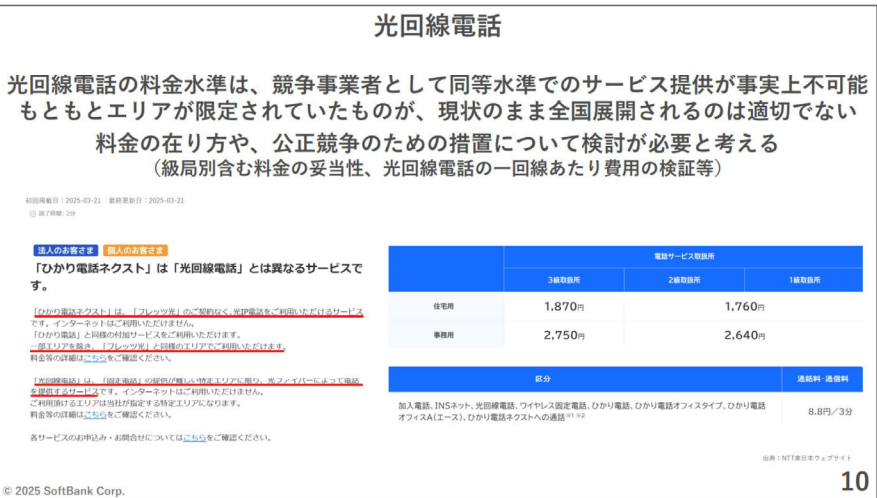 光回線電話
光回線電話の料金水準は、競争事業者として同等水準でのサービス提供が事実上不可能
もともとエリアが限定されていたものが、現状のまま全国展開されるのは適切でない
料金の在り方や、公正競争のための措置について検討が必要と考える
(級局別含む料金の妥当性、光回線電話の一回線あたり費用の検証等)
初回掲載日:2025-03-21 最終更新日:2025-03-21
読了時間: 2分
法人のお客さま 個人のお客さま
「ひかり電話ネクスト」は「光回線電話」とは異なるサービスで
す。
「ひかり電話ネクスト」は、「フレッツ光」のご契約なく、光IP電話をご利用いただけるサービス
です。インターネットはご利用いただけません。
「ひかり電話」と同様の付加サービスをご利用いただけます。
一部エリアを除き、「フレッツ光」と同様のエリアでご利用いただけます。
料金等の詳細はこちらをご確認ください。
「光回線電話」は、「固定電話」の提供が難しい特定エリアに限り、光ファイバーによって電話
を提供するサービスです。インターネットはご利用いただけません。
ご利用頂けるエリアは当社が指定する特定エリアになります。
料金等の詳細はこちらをご確認ください。
各サービスのお申込み・お問合せについてはこちらをご確認ください。
電話サービス取扱所
3級取扱所 2級取扱所 1級取扱所
住宅用 1,870円 1,760円
事務用 2,750円 2,640円
区分 通話料・通信料
加入電話、INSネット、光回線電話、ワイヤレス固定電話、ひかり電話、ひかり電話オフィスタイプ、ひかり電話
オフィスA(エース)、ひかり電話ネクストへの通話※1 ※2 8.8円/3分
出典:NTT東日本ウェブサイト
© 2025 SoftBank Corp.
10